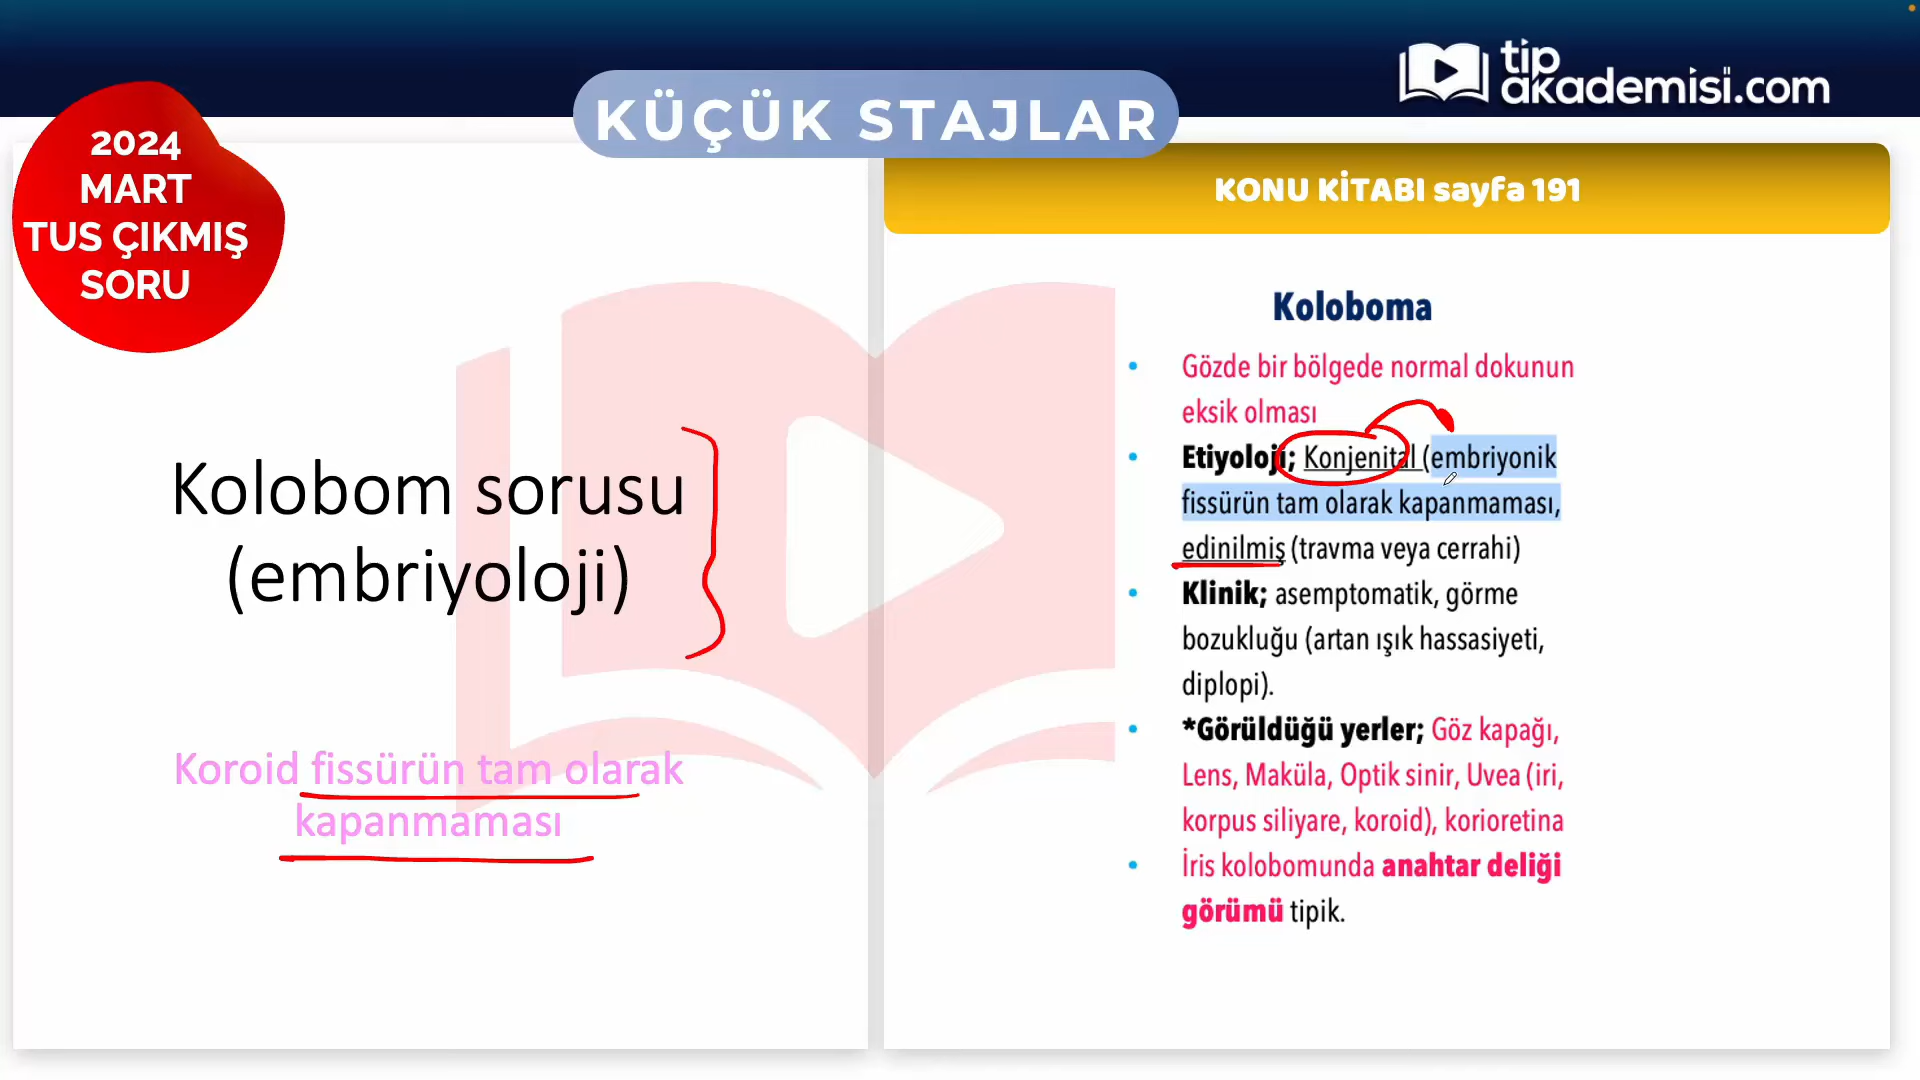 tip
akademisi.com
KÜÇÜK STAJLAR
2024
MART
TUS ÇIKMIŞ
SORU
Kolobom sorusu
(embriyoloji)
Koroid fissürün tam olarak
kapanmaması
KONU KİTABI sayfa 191
Koloboma
• Gözde bir bölgede normal dokunun
eksik olması
• Etiyoloji; Konjenital (embriyonik
fissürün tam olarak kapanmaması,
edinilmiş (travma veya cerrahi)
• Klinik; asemptomatik, görme
bozukluğu (artan ışık hassasiyeti,
diplopi).
• *Görüldüğü yerler; Göz kapağı,
Lens, Maküla, Optik sinir, Uvea (iri,
korpus siliyare, koroid), korioretina
• İris kolobomunda anahtar deliği
görümü tipik.